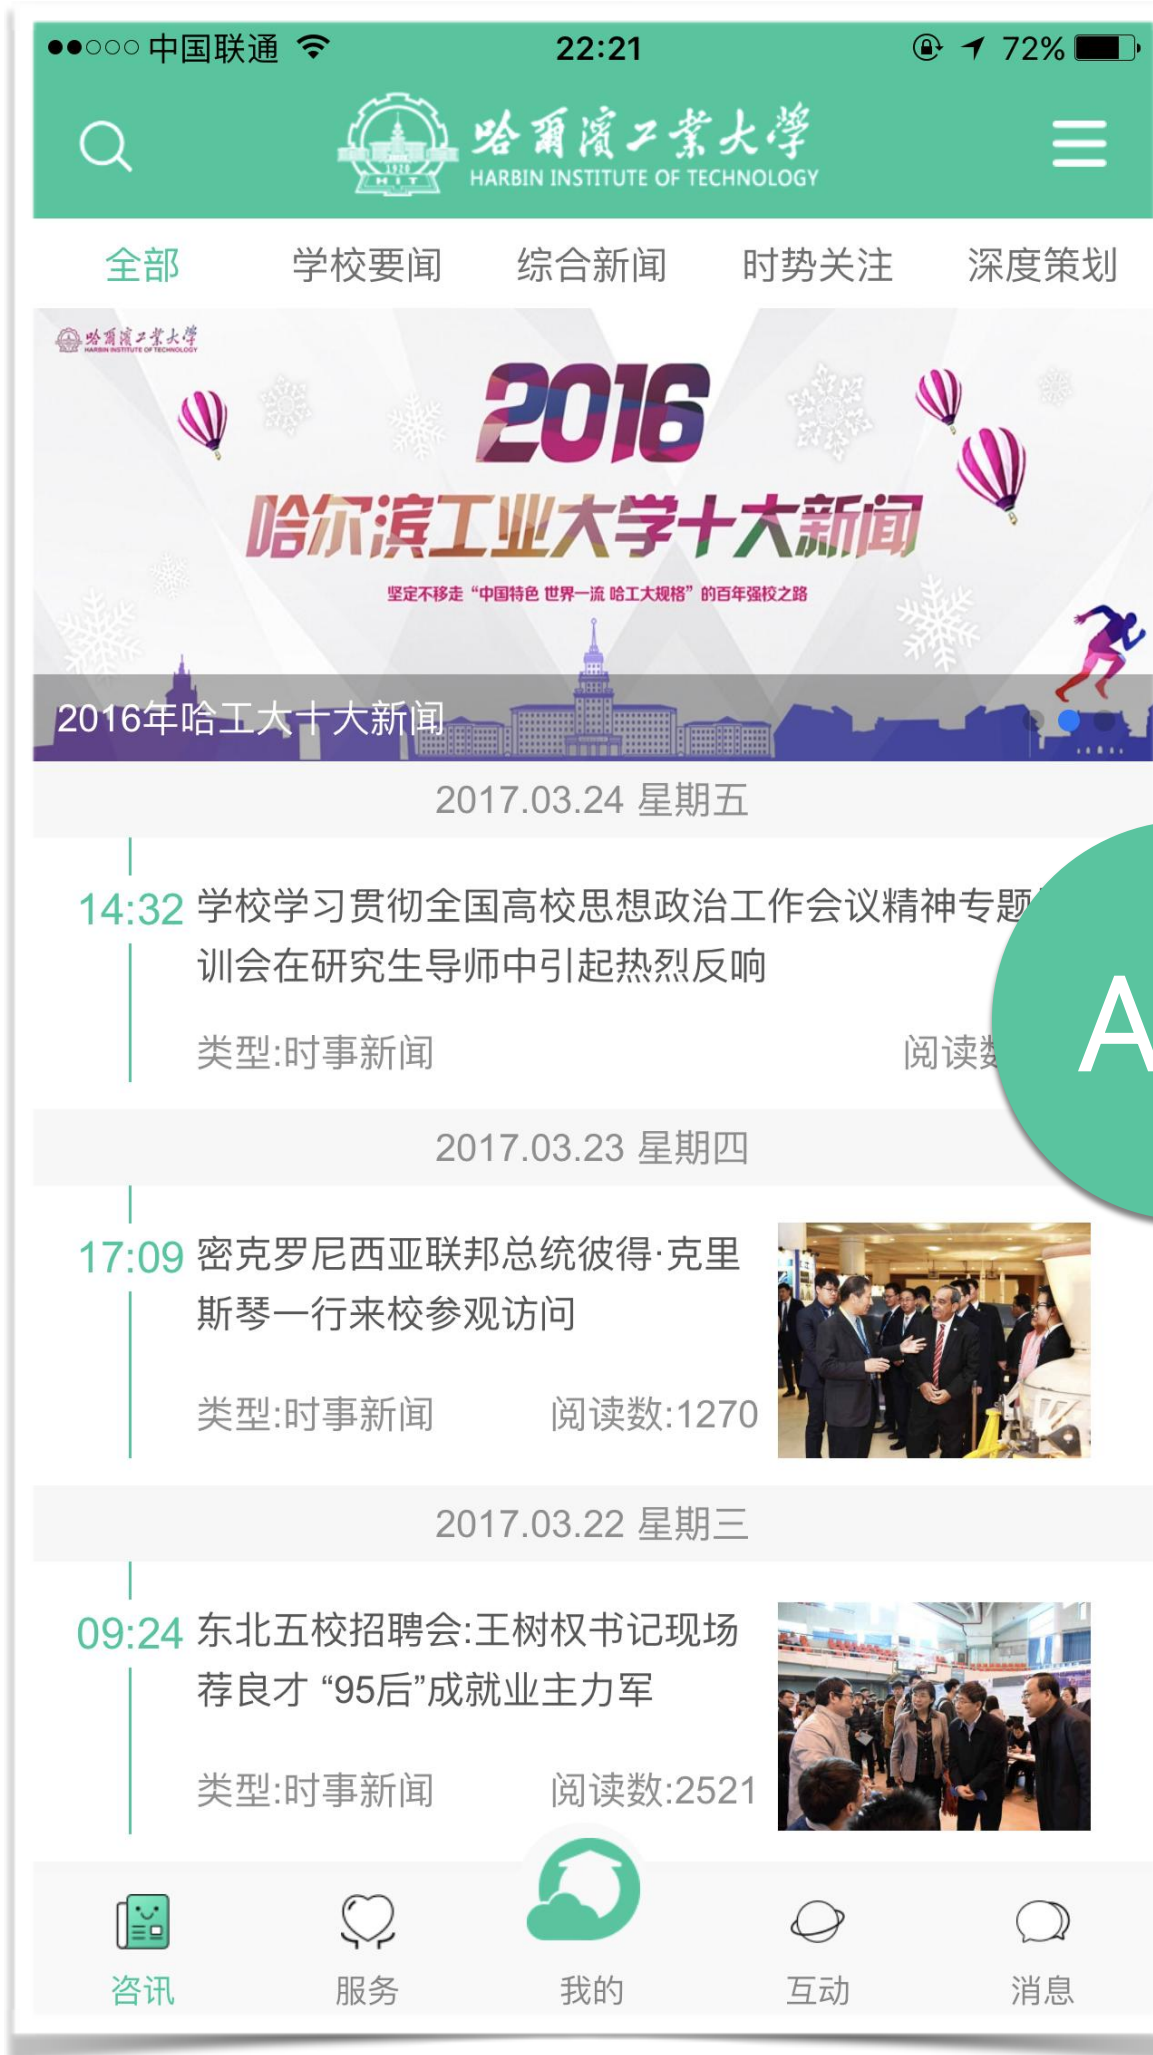 中国联通 22:21 72%
哈爾濱工業大學
HARBIN INSTITUTE OF TECHNOLOGY
1920
HIT
全部 学校要闻 综合新闻 时势关注 深度策划
哈爾濱工業大學
HARBIN INSTITUTE OF TECHNOLOGY
2016
哈尔滨工业大学十大新闻
坚定不移走“中国特色 世界一流 哈工大规格”的百年强校之路
2016年哈工大十大新闻
2017.03.24 星期五
14:32 学校学习贯彻全国高校思想政治工作会议精神专题
训会在研究生导师中引起热烈反响
类型:时事新闻 阅读数
A
2017.03.23 星期四
17:09 密克罗尼西亚联邦总统彼得·克里
斯琴一行来校参观访问
类型:时事新闻 阅读数:1270
2017.03.22 星期三
09:24 东北五校招聘会:王树权书记现场
荐良才 “95后”成就业主力军
类型:时事新闻 阅读数:2521
咨讯 服务 我的 互动 消息